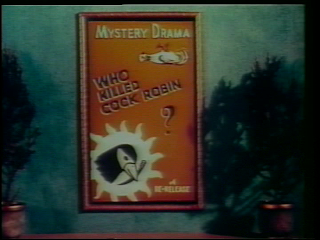 MYSTERY DRAMA
WHO
KILLED
COCK ROBIN
?
A
RE-RELEASE